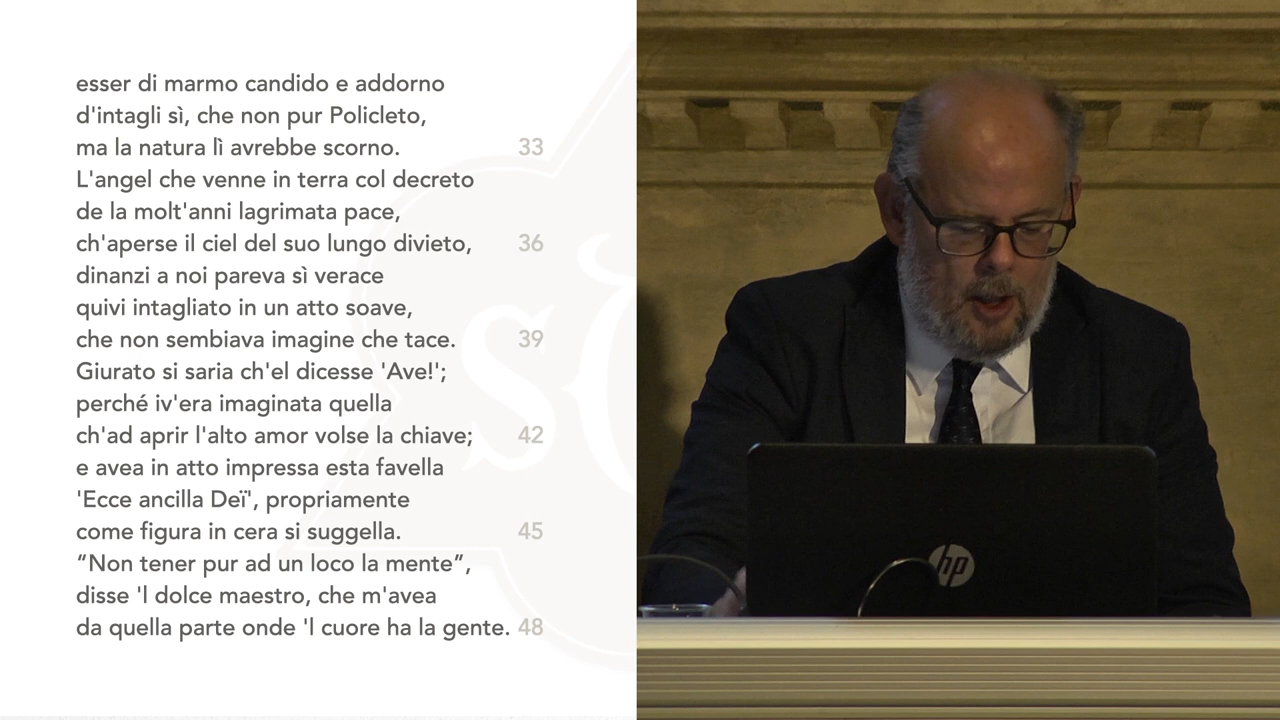 esser di marmo candido e addorno
d'intagli sì, che non pur Policleto,
ma la natura lì avrebbe scorno. 33
L'angel che venne in terra col decreto
de la molt'anni lagrimata pace,
ch'aperse il ciel del suo lungo divieto, 36
dinanzi a noi pareva sì verace
quivi intagliato in un atto soave,
che non sembiava imagine che tace. 39
Giurato si saria ch'el dicesse 'Ave!';
perché iv'era imaginata quella
ch'ad aprir l'alto amor volse la chiave; 42
e avea in atto impressa esta favella
'Ecce ancilla Deï', propriamente
come figura in cera si suggella. 45
“Non tener pur ad un loco la mente”,
disse 'l dolce maestro, che m'avea
da quella parte onde 'l cuore ha la gente. 48
hp